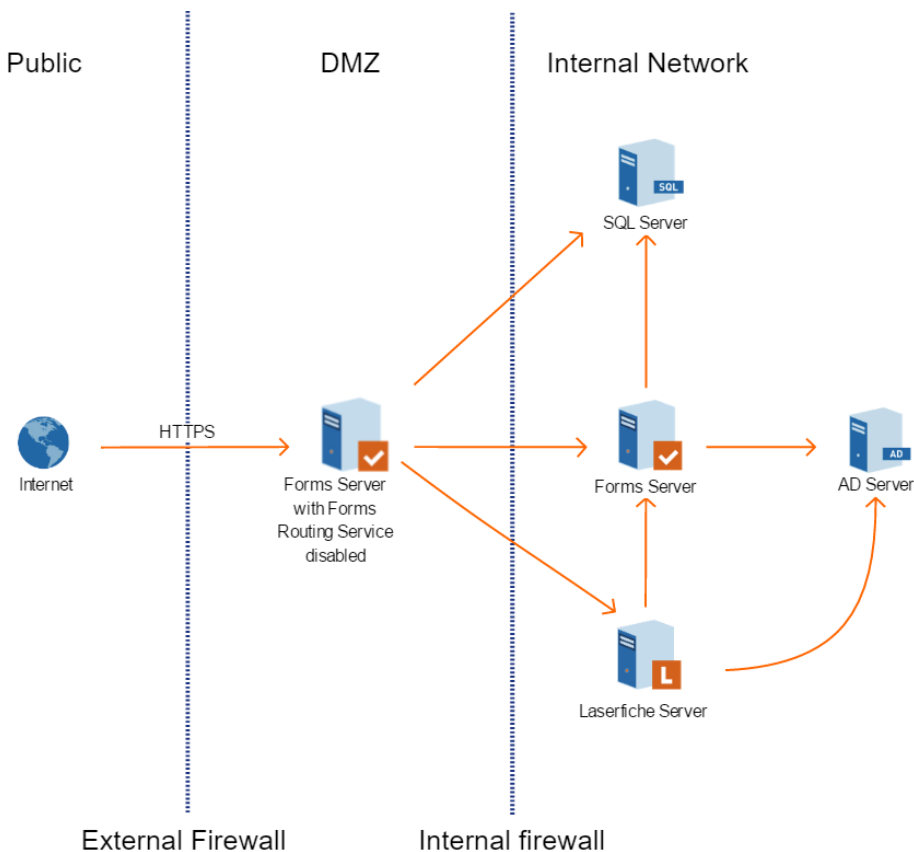 Public
DMZ
Internal Network
SQL
SQL Server
HTTPS
Internet
Forms Server
with Forms
Routing Service
disabled
Forms Server
AD
AD Server
L
Laserfiche Server
External Firewall
Internal firewall